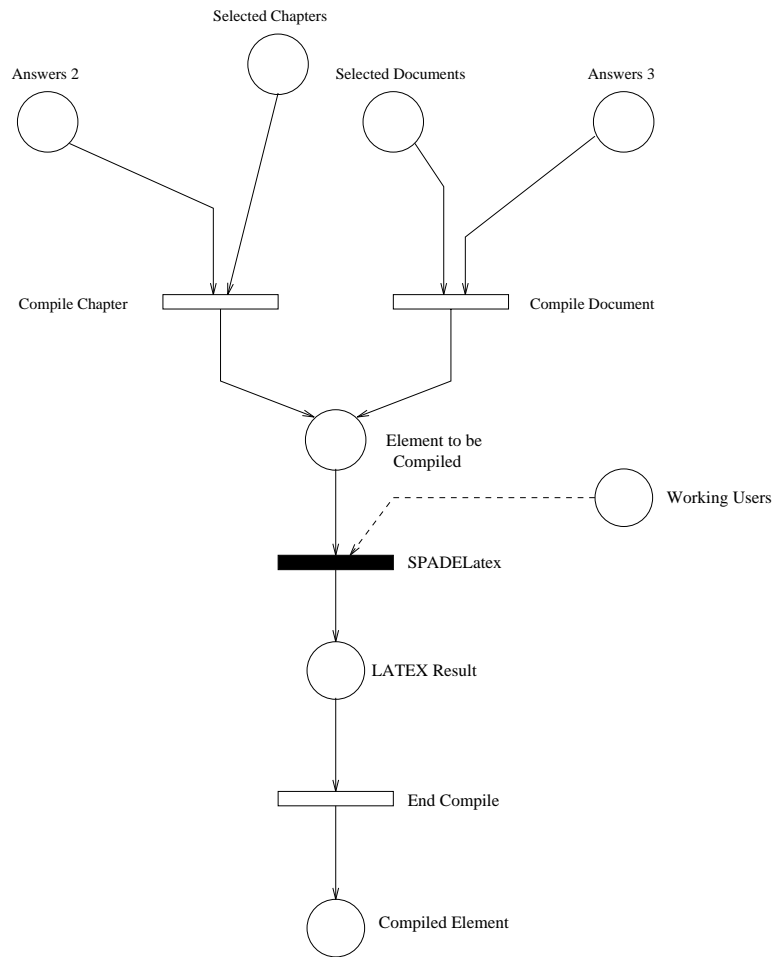 Selected Chapters
Answers 2
Selected Documents
Answers 3
Compile Chapter
Compile Document
Element to be
Compiled
Working Users
SPADELatex
LATEX Result
End Compile
Compiled Element